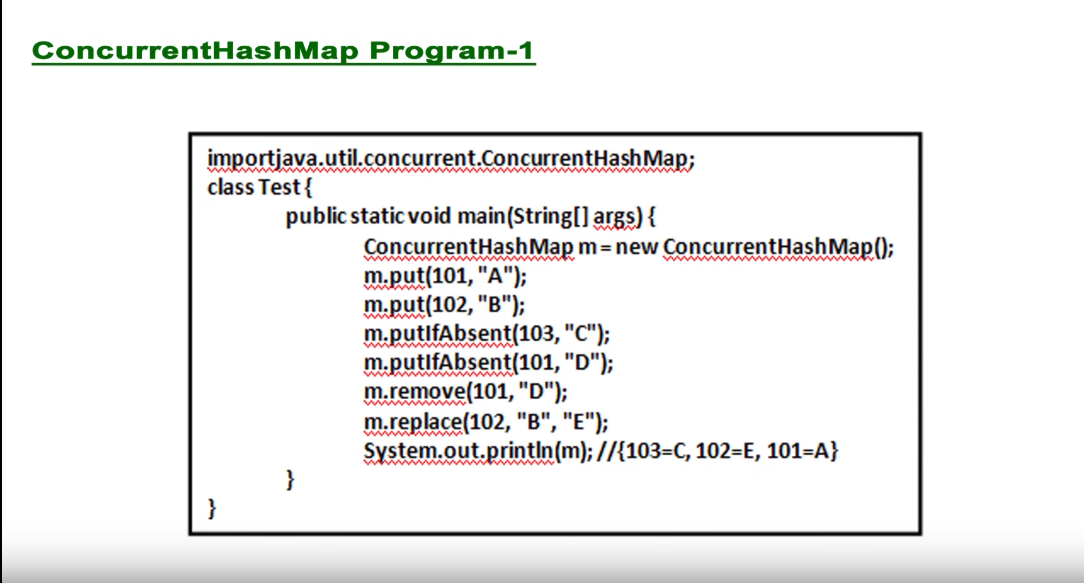 ConcurrentHashMap Program-1
importjava.util.concurrent.ConcurrentHashMap;
class Test {
public static void main(String[] args) {
ConcurrentHashMap m = new ConcurrentHashMap();
m.put(101, "A");
m.put(102, "B");
m.putIfAbsent(103, "C");
m.putIfAbsent(101, "D");
m.remove(101, "D");
m.replace(102, "B", "E");
System.out.println(m); //{103=C, 102=E, 101=A}
}
}